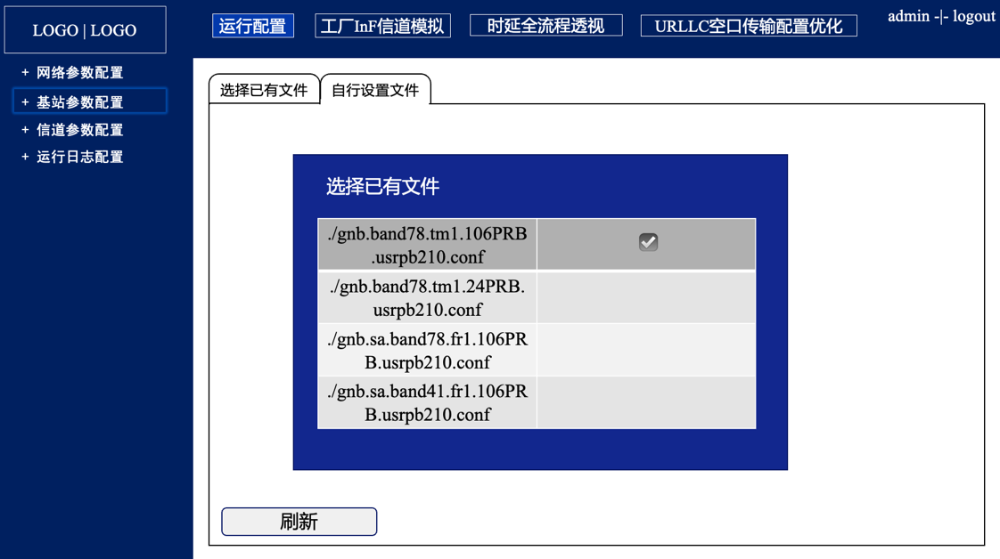 LOGO | LOGO
运行配置
工厂InF信道模拟
时延全流程透视
URLLC空口传输配置优化
admin -|- logout
+ 网络参数配置
+ 基站参数配置
+ 信道参数配置
+ 运行日志配置
选择已有文件
自行设置文件
选择已有文件
./gnb.band78.tm1.106PRB
.usrpb210.conf
./gnb.band78.tm1.24PRB.
usrpb210.conf
./gnb.sa.band78.fr1.106PR
B.usrpb210.conf
./gnb.sa.band41.fr1.106PR
B.usrpb210.conf
刷新